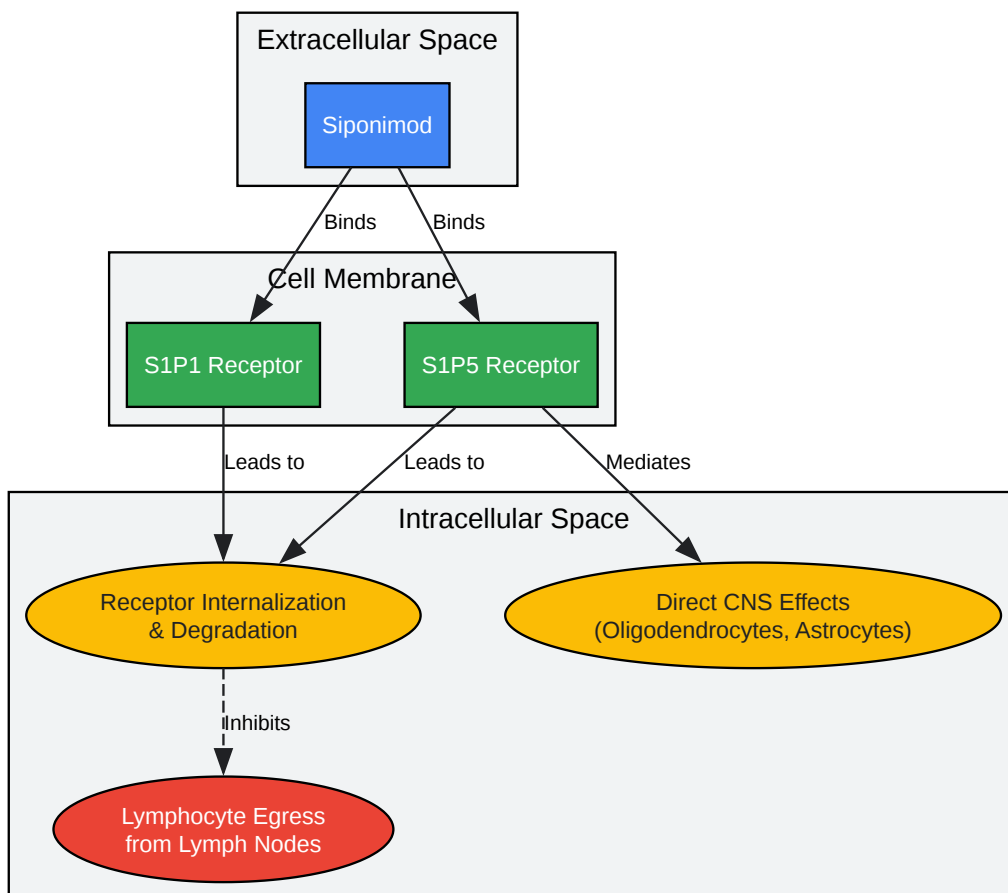 Extracellular Space
Siponimod
Binds
Binds
Cell Membrane
S1P1 Receptor
S1P5 Receptor
Leads to
Leads to
Mediates
Intracellular Space
Receptor Internalization
& Degradation
Direct CNS Effects
(Oligodendrocytes, Astrocytes)
Inhibits
Lymphocyte Egress
from Lymph Nodes